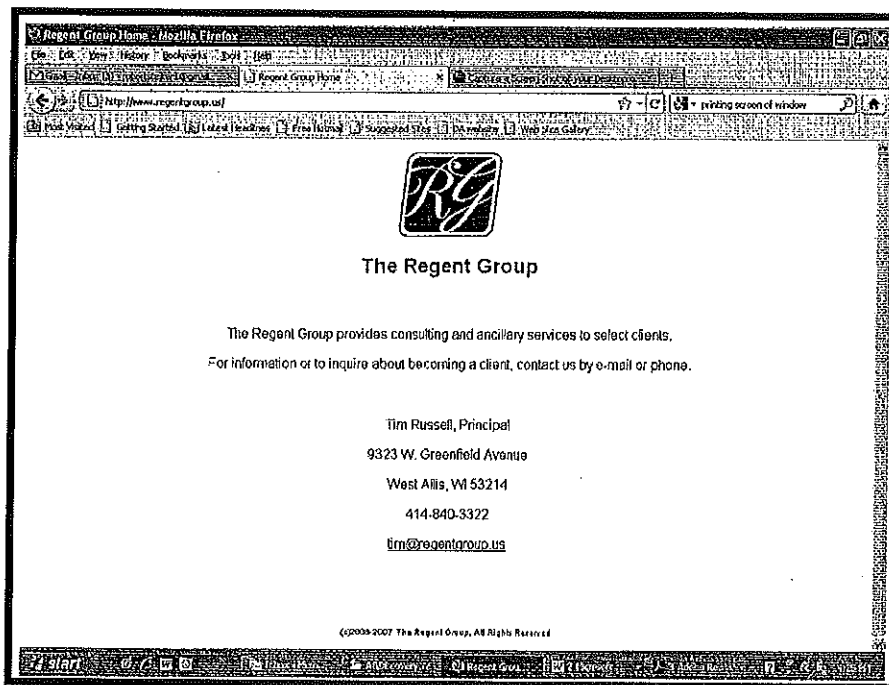 Regent Group Home - Mozilla Firefox
File Edit View History Bookmarks Tools Help
Regent Group Home
http://www.regentgroup.us/
printing screen of window
Most Visited Getting Started Latest Headlines Free Hotmail Suggested Sites Web Slice Gallery
RG
The Regent Group
The Regent Group provides consulting and ancillary services to select clients.
For information or to inquire about becoming a client, contact us by e-mail or phone.
Tim Russell, Principal
9323 W. Greenfield Avenue
West Allis, WI 53214
414-840-3322
tim@regentgroup.us
The Regent Group, All Rights Reserved
start